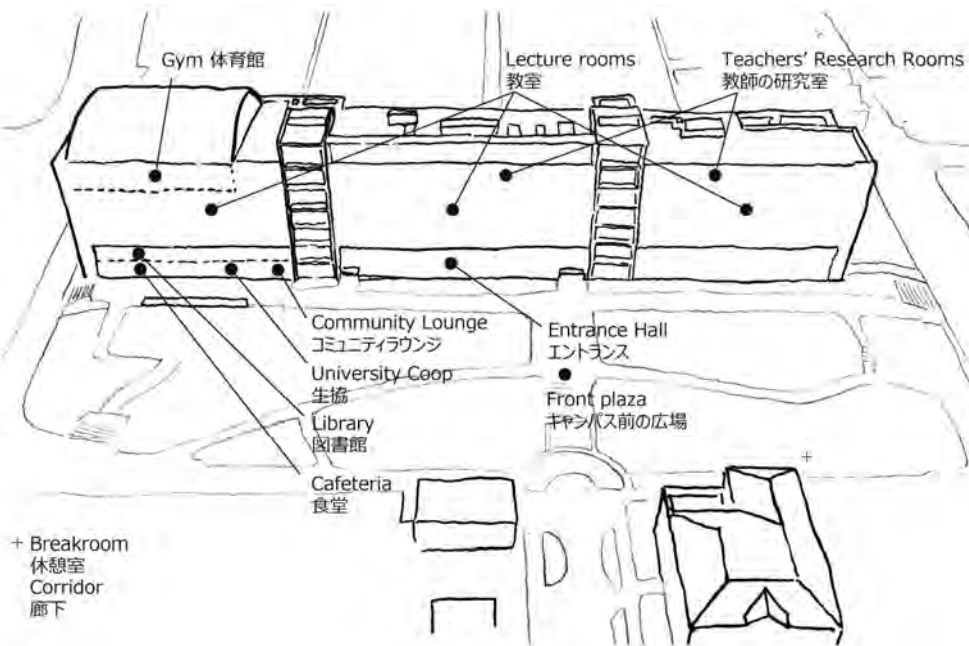 Gym 体育館
Lecture rooms
教室
Teachers' Research Rooms
教師の研究室
Community Lounge
コミュニティラウンジ
University Coop
生協
Library
図書館
Cafeteria
食堂
Entrance Hall
エントランス
Front plaza
キャンパス前の広場
+ Breakroom
休憩室
Corridor
廊下